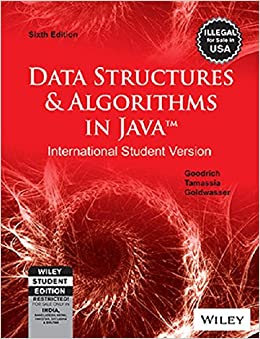 Sixth Edition
ILLEGAL
for Sale in
USA
DATA STRUCTURES
& ALGORITHMS
IN JAVA™
International Student Version
Goodrich
Tamassia
Goldwasser
WILEY
STUDENT
EDITION
RESTRICTED!
FOR SALE ONLY IN
INDIA,
WILEY